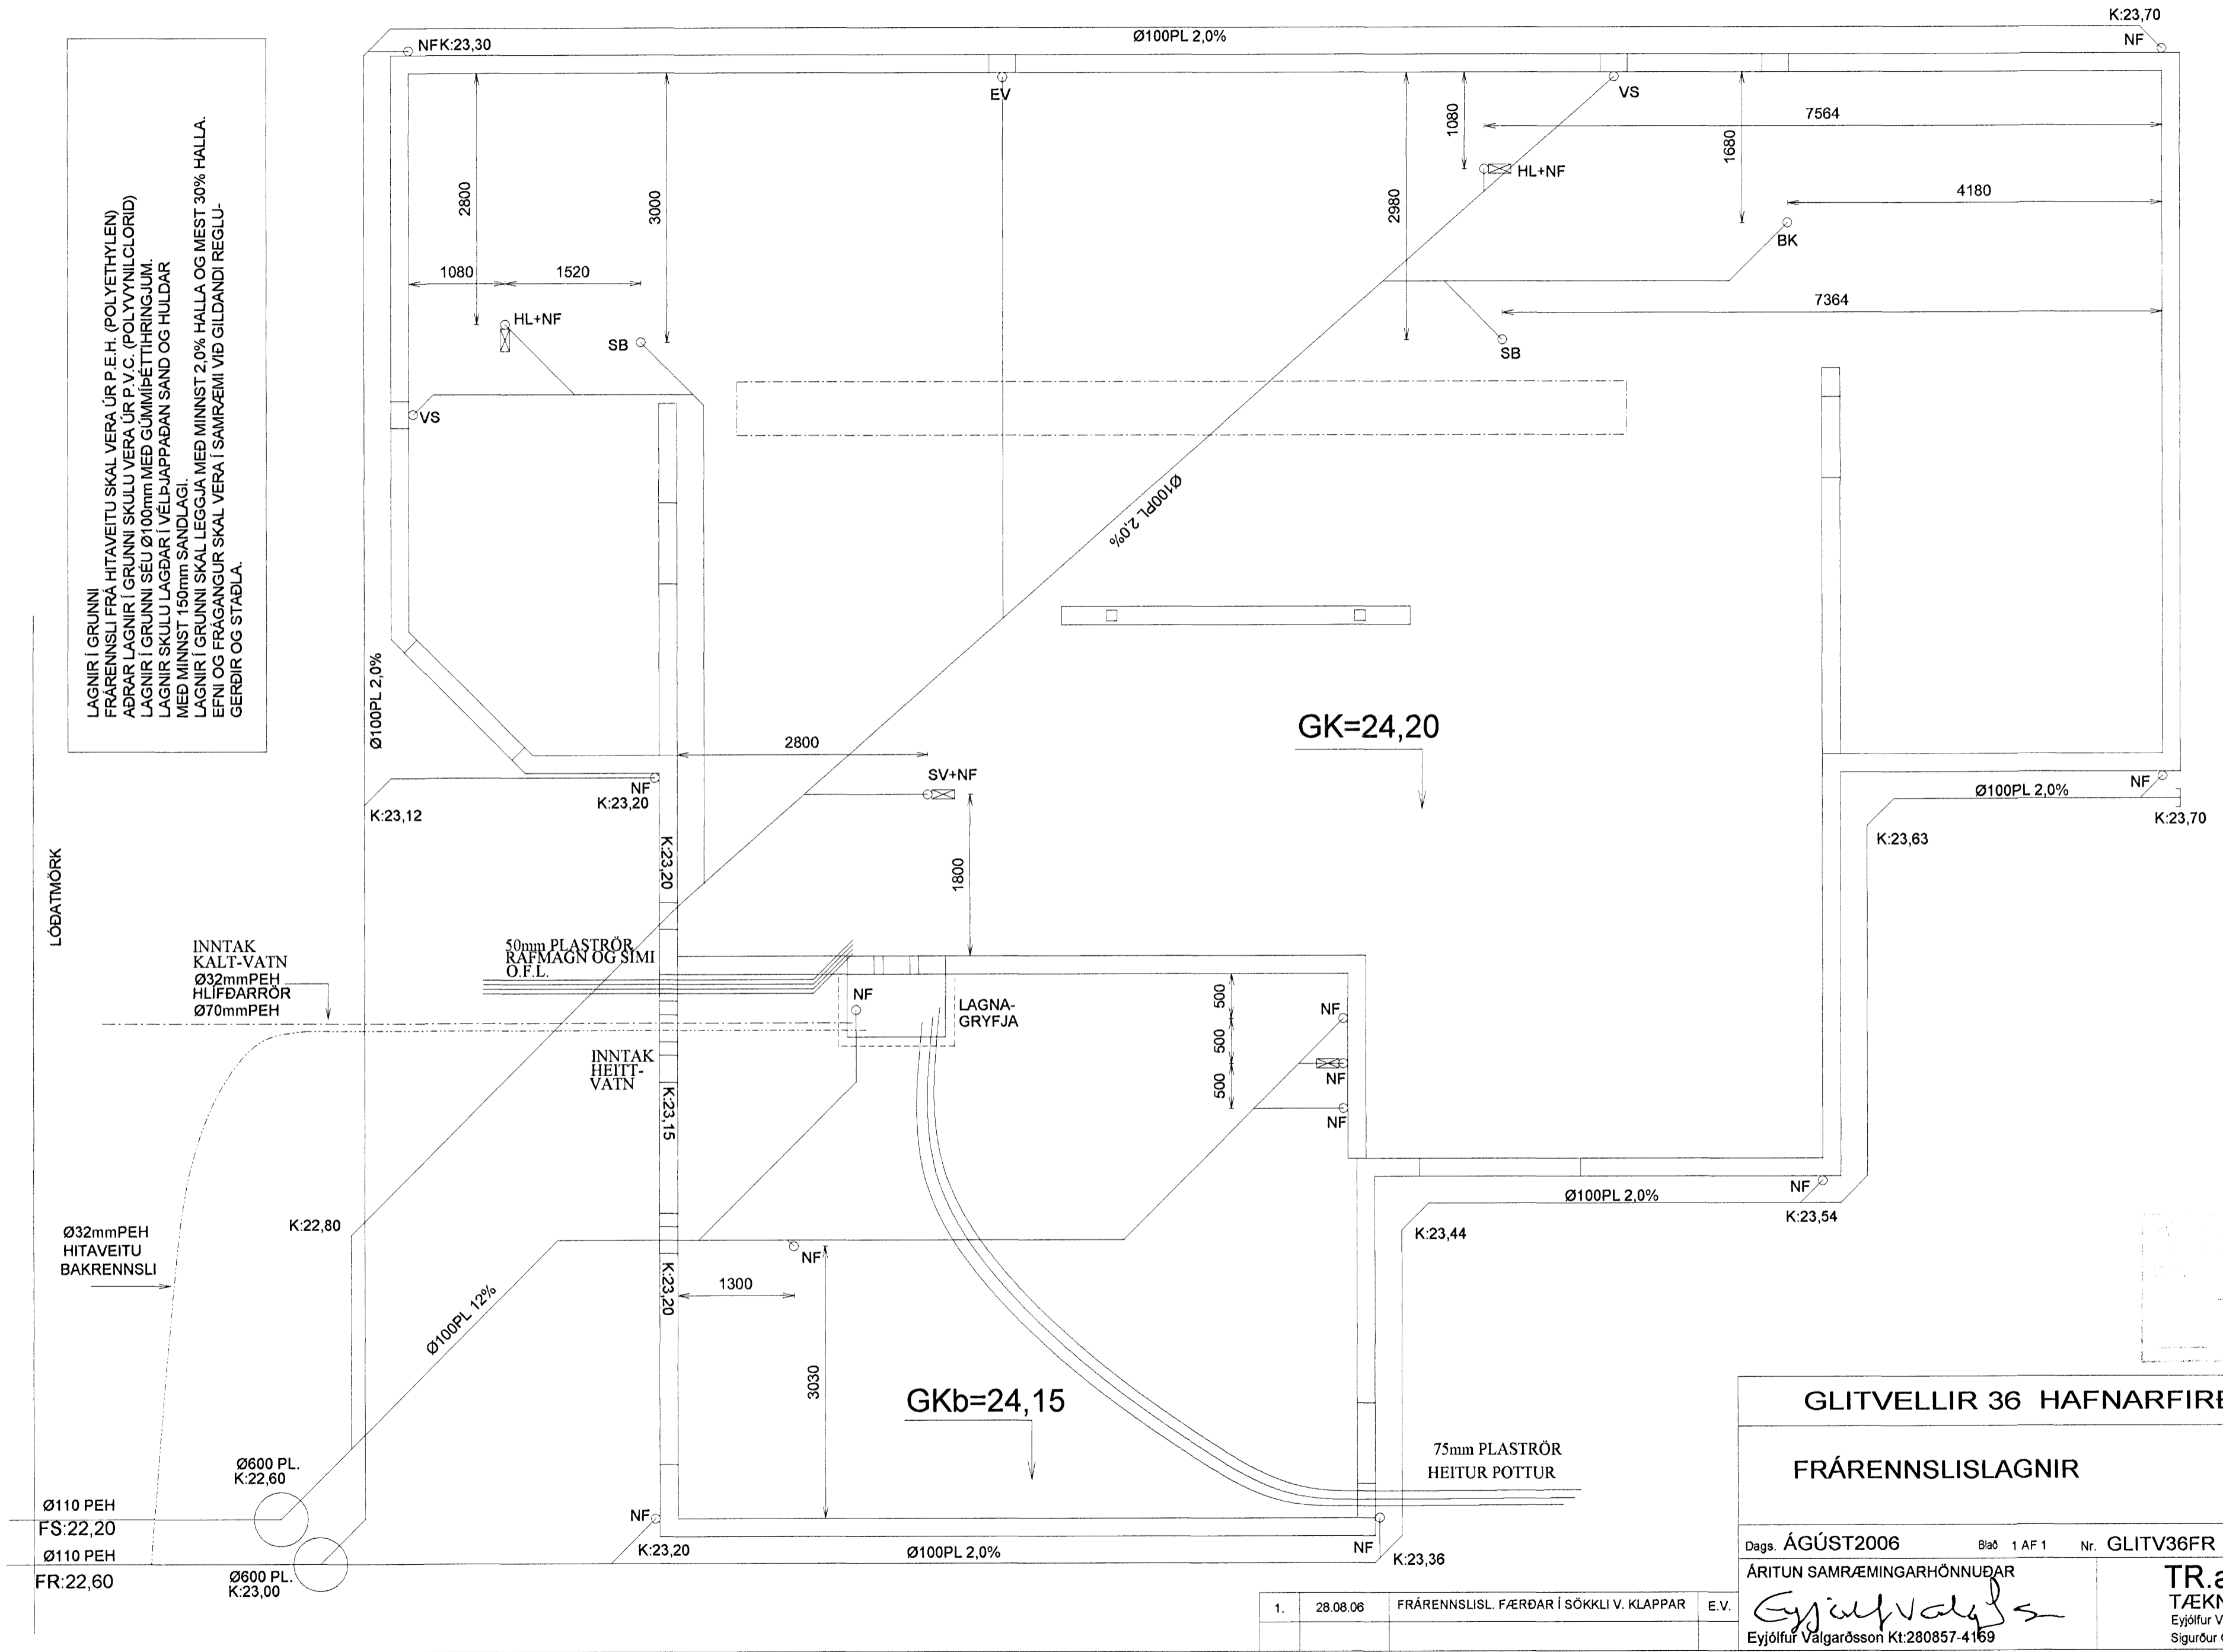 LAGNIR Í GRUNNI
FRÁRENNSLI FRÁ HITAVEITU SKAL VERA ÚR P.E.H. (POLYETHYLEN)
AÐRAR LAGNIR Í GRUNNI SKULU VERA ÚR P.V.C. (POLYVYNILCLORID)
LAGNIR Í GRUNNI SÉU Ø100mm MEÐ GÚMMÍÞÉTTIHRINGJUM.
LAGNIR SKULU LAGÐAR Í VÉLÞJAPPAÐAN SAND OG HULDAR
MEÐ MINNST 150mm SANDLAGI.
LAGNIR Í GRUNNI SKAL LEGGJA MEÐ MINNST 2,0% HALLA OG MEST 30% HALLA.
EFNI OG FRÁGANGUR SKAL VERA Í SAMRÆMI VIÐ GILDANDI REGLU-
GERÐIR OG STAÐLA.
NF K:23,30
Ø100PL 2,0%
K:23,70
NF
EV
VS
2800
3000
2980
1080
7564
1680
HL+NF
4180
BK
1080
1520
7364
HL+NF
SB
SB
VS
Ø100PL 2,0%
Ø100PL 2,0%
GK=24,20
2800
SV+NF
NF
K:23,20
K:23,12
NF
Ø100PL 2,0%
K:23,70
K:23,63
K:23,20
1800
LÓÐATMÖRK
INNTAK
KALT-VATN
Ø32mmPEH
HLÍFÐARRÖR
Ø70mmPEH
50mm PLASTRÖR
RAFMAGN OG SIMI
O.F.L.
NF
LAGNA-
GRYFJA
500
500
500
NF
NF
NF
INNTAK
HEITT-
VATN
K:23,15
NF
Ø100PL 2,0%
K:23,54
K:23,44
K:22,80
Ø32mmPEH
HITAVEITU
BAKRENNSLI
NF
K:23,20
1300
Ø100PL 12%
3030
GKb=24,15
75mm PLASTRÖR
HEITUR POTTUR
Ø600 PL.
K:22,60
Ø110 PEH
FS:22,20
Ø110 PEH
FR:22,60
Ø600 PL.
K:23,00
NF
K:23,20
Ø100PL 2,0%
NF
K:23,36
GLITVELLIR 36 HAFNARFIRÐ
FRÁRENNSLISLAGNIR
Dags. ÁGÚST2006 Blað 1 AF 1 Nr. GLITV36FR
ÁRITUN SAMRÆMINGARHÖNNUÐAR
Eyjólfur Valgarðsson Kt:280857-4169
TR.a
TÆKN
Eyjólfur V
Sigurður
1. 28.08.06 FRÁRENNSLISL. FÆRÐAR Í SÖKKLI V. KLAPPAR E.V.